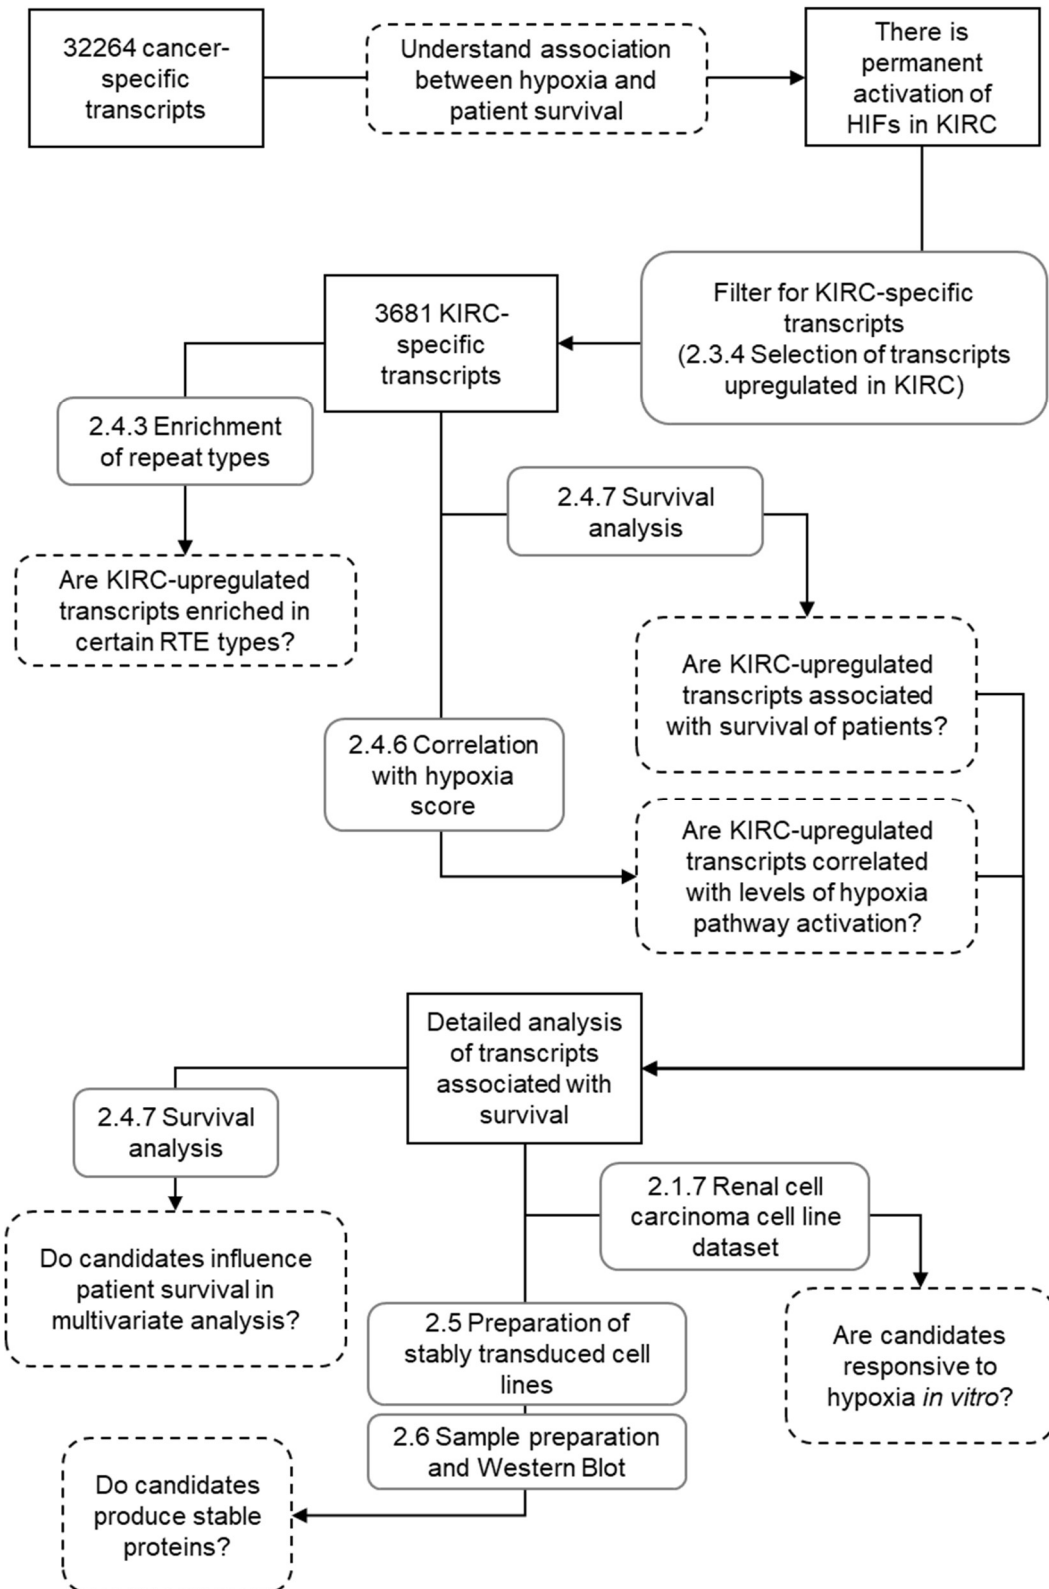 32264 cancer-
specific
transcripts
Understand association
between hypoxia and
patient survival
There is
permanent
activation of
HIFs in KIRC
Filter for KIRC-specific
transcripts
(2.3.4 Selection of transcripts
upregulated in KIRC)
3681 KIRC-
specific
transcripts
2.4.3 Enrichment
of repeat types
2.4.7 Survival
analysis
Are KIRC-upregulated
transcripts enriched in
certain RTE types?
Are KIRC-upregulated
transcripts associated
with survival of patients?
2.4.6 Correlation
with hypoxia
score
Are KIRC-upregulated
transcripts correlated
with levels of hypoxia
pathway activation?
Detailed analysis
of transcripts
associated with
survival
2.4.7 Survival
analysis
2.1.7 Renal cell
carcinoma cell line
dataset
Do candidates influence
patient survival in
multivariate analysis?
2.5 Preparation of
stably transduced cell
lines
Are candidates
responsive to
hypoxia in vitro?
2.6 Sample preparation
and Western Blot
Do candidates
produce stable
proteins?